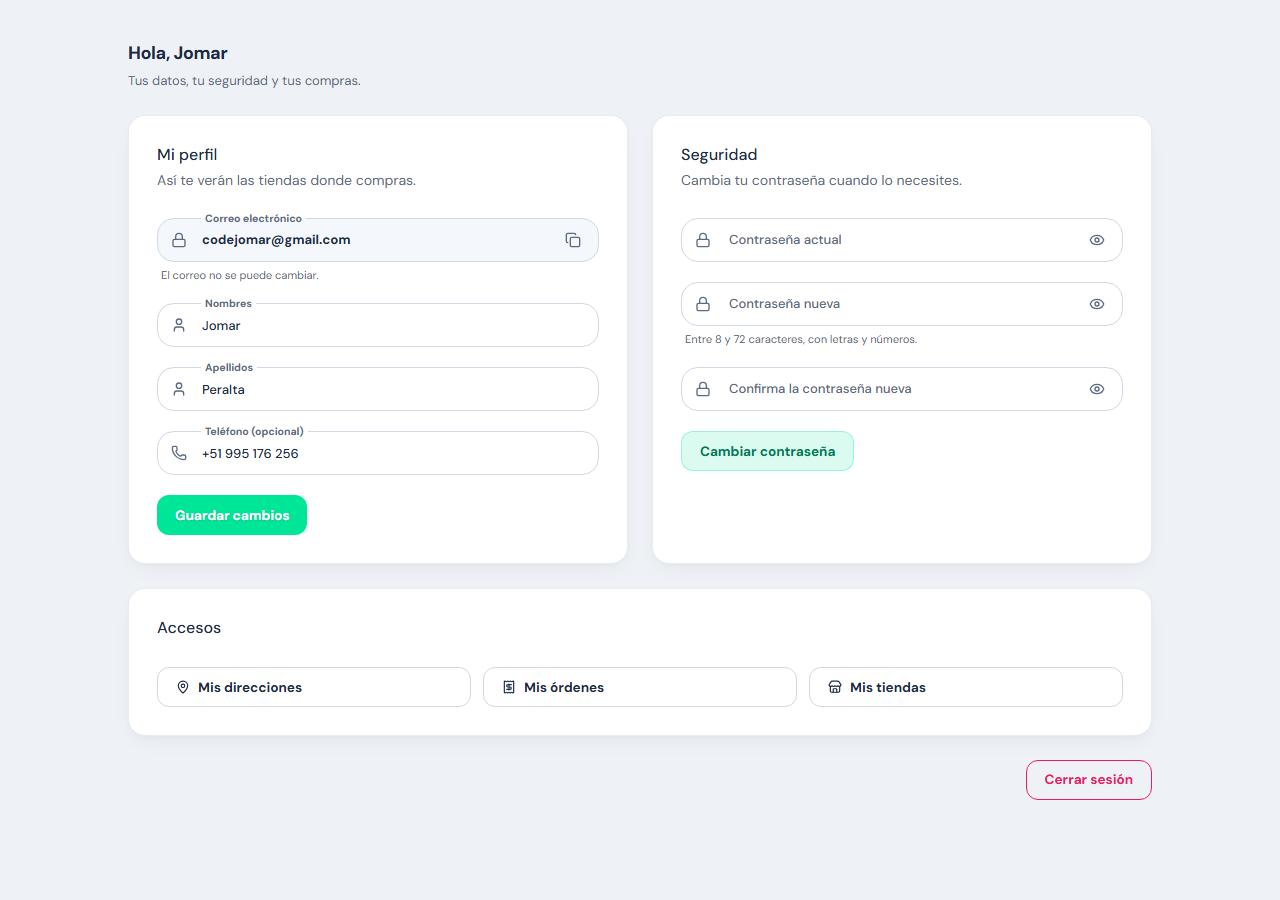 Hola, Jomar
Tus datos, tu seguridad y tus compras.
Mi perfil
Así te verán las tiendas donde compras.
Correo electrónico
codejomar@gmail.com
El correo no se puede cambiar.
Nombres
Jomar
Apellidos
Peralta
Teléfono (opcional)
+51 995 176 256
Guardar cambios
Seguridad
Cambia tu contraseña cuando lo necesites.
Contraseña actual
Contraseña nueva
Entre 8 y 72 caracteres, con letras y números.
Confirma la contraseña nueva
Cambiar contraseña
Accesos
Mis direcciones
Mis órdenes
Mis tiendas
Cerrar sesión